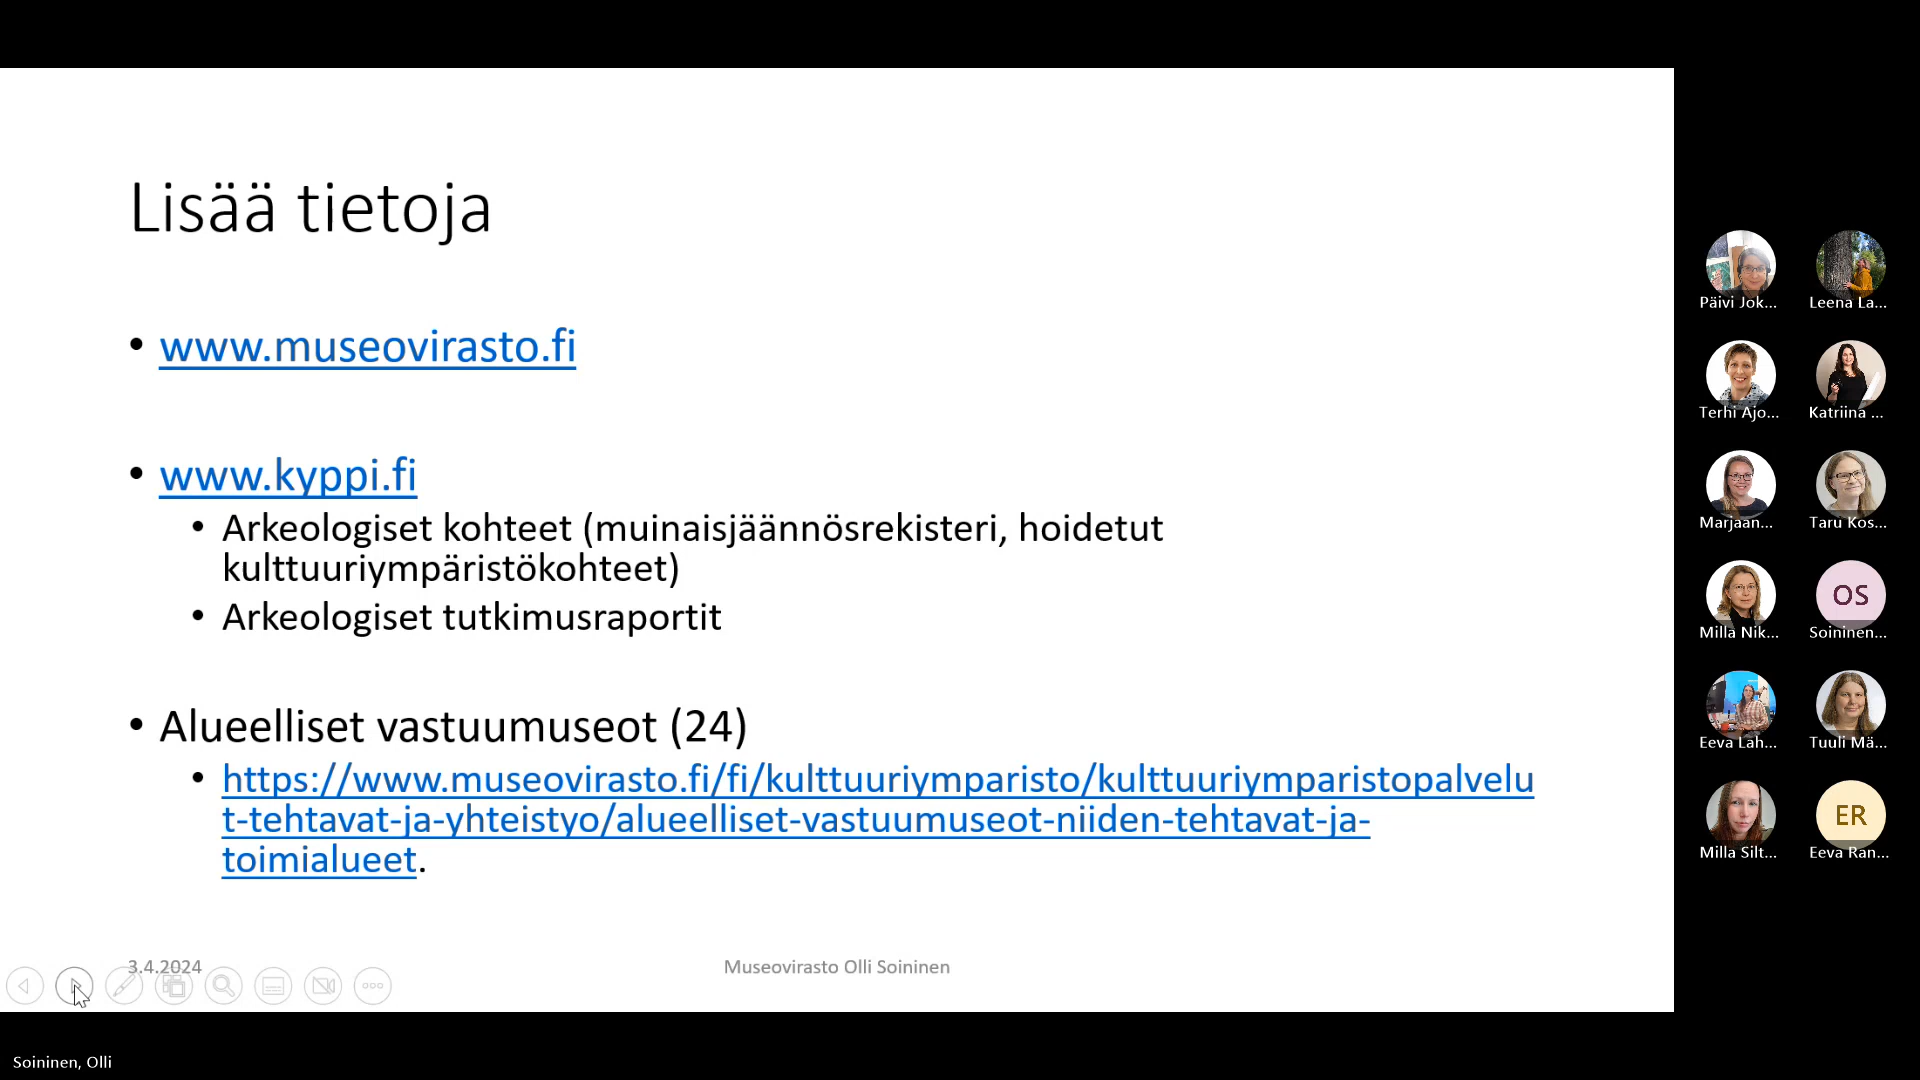 Lisää tietoja
• www.museovirasto.fi
• www.kyppi.fi
• Arkeologiset kohteet (muinaisjäännösrekisteri, hoidetut
kulttuuriympäristökohteet)
• Arkeologiset tutkimusraportit
• Alueelliset vastuumuseot (24)
• https://www.museovirasto.fi/fi/kulttuuriymparisto/kulttuuriymparistopalvelu
t-tehtavat-ja-yhteistyo/alueelliset-vastuumuseot-niiden-tehtavat-ja-
toimialueet.
3.4.2024
Museovirasto Olli Soininen
Soininen, Olli
Päivi Jok...
Leena La...
Terhi Ajo...
Katriina ...
Marjaan...
Taru Kos...
Milla Nik...
OS
Soininen...
Eeva Lah...
Tuuli Mä...
Milla Silt...
ER
Eeva Ran...